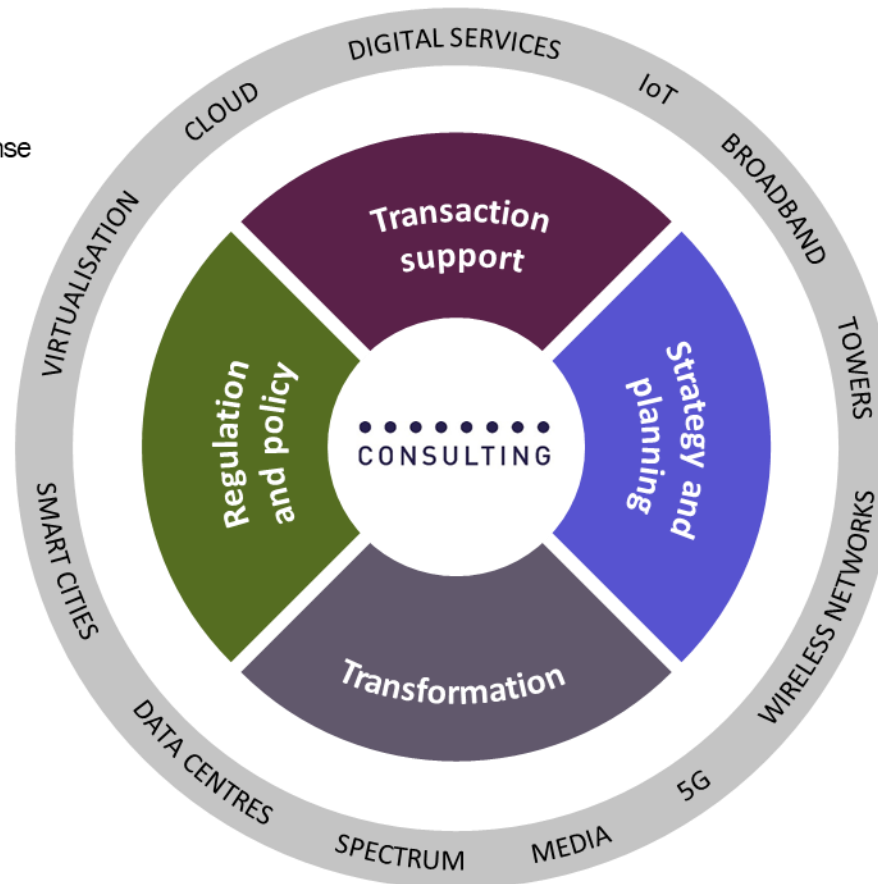 DIGITAL SERVICES
IoT
BROADBAND
TOWERS
WIRELESS NETWORKS
5G
MEDIA
SPECTRUM
DATA CENTRES
SMART CITIES
VIRTUALISATION
CLOUD
Transaction
support
Strategy and
planning
Transformation
Regulation
and policy
CONSULTING